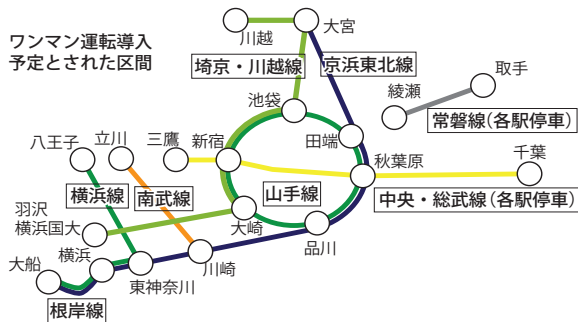 ワンマン運転導入
予定とされた区間
川越
大宮
埼京・川越線
京浜東北線
取手
綾瀬
常磐線(各駅停車)
池袋
田端
八王子
立川
三鷹
新宿
秋葉原
千葉
横浜線
南武線
山手線
中央・総武線(各駅停車)
羽沢
横浜国大
大崎
品川
横浜
川崎
大船
東神奈川
根岸線